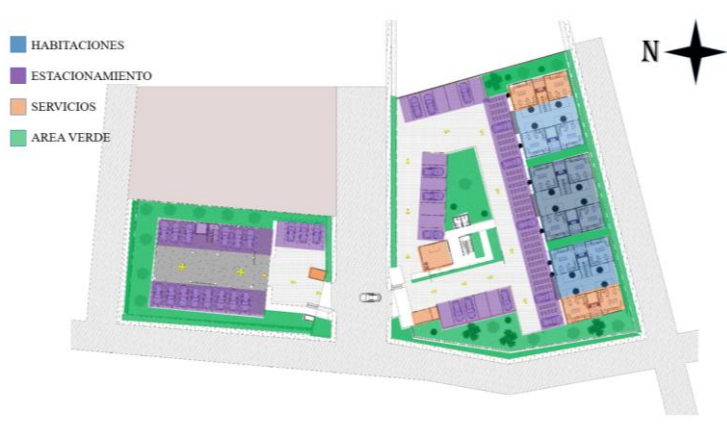 HABITACIONES
N
ESTACIONAMIENTO
SERVICIOS
AREA VERDE